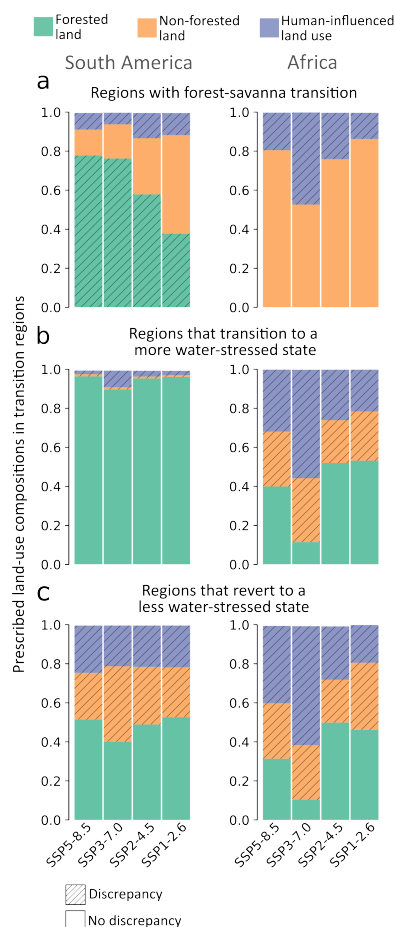 Forested land
Non-forested land
Human-influenced land use
South America
Africa
a
Regions with forest-savanna transition
1.0
0.8
0.6
0.4
0.2
0.0
1.0
0.8
0.6
0.4
0.2
0.0
b
Regions that transition to a
more water-stressed state
1.0
0.8
0.6
0.4
0.2
0.0
1.0
0.8
0.6
0.4
0.2
0.0
c
Regions that revert to a
less water-stressed state
1.0
0.8
0.6
0.4
0.2
0.0
1.0
0.8
0.6
0.4
0.2
0.0
Prescribed land-use compositions in transition regions
SSP5-8.5
SSP3-7.0
SSP2-4.5
SSP1-2.6
SSP5-8.5
SSP3-7.0
SSP2-4.5
SSP1-2.6
Discrepancy
No discrepancy